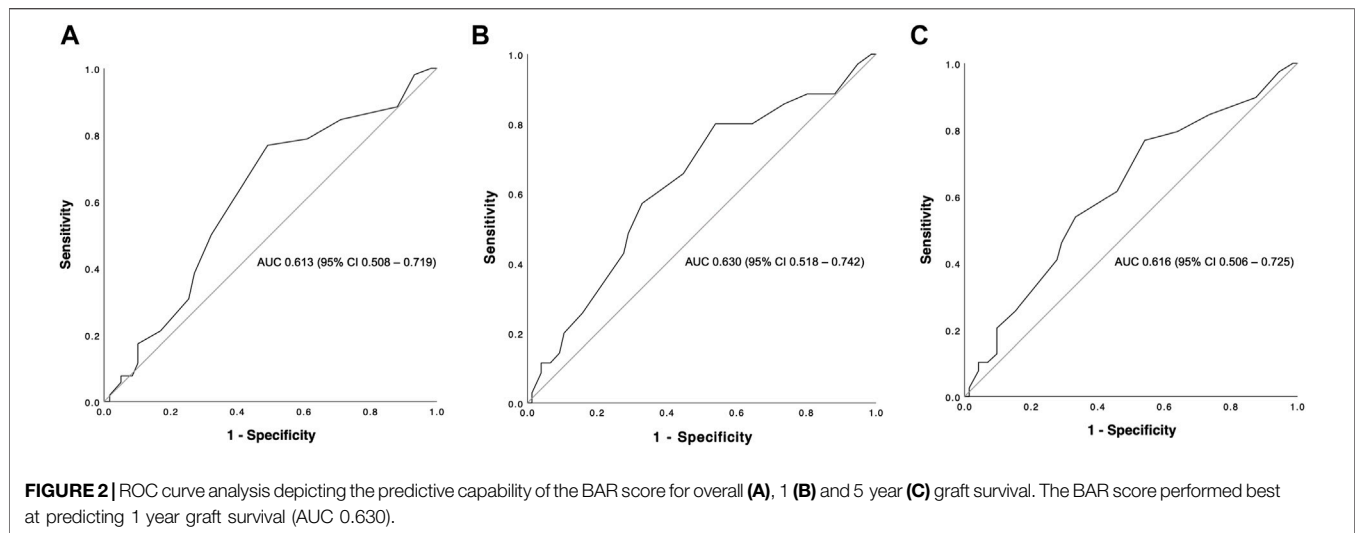 A
1.0
0.8
0.6
0.4
0.2
0.0
Sensitivity
AUC 0.613 (95% CI 0.508 – 0.719)
0.0 0.2 0.4 0.6 0.8 1.0
1 - Specificity
B
1.0
0.8
0.6
0.4
0.2
0.0
Sensitivity
AUC 0.630 (95% CI 0.518 – 0.742)
0.0 0.2 0.4 0.6 0.8 1.0
1 - Specificity
C
1.0
0.8
0.6
0.4
0.2
0.0
Sensitivity
AUC 0.616 (95% CI 0.506 – 0.725)
0.0 0.2 0.4 0.6 0.8 1.0
1 - Specificity
FIGURE 2 | ROC curve analysis depicting the predictive capability of the BAR score for overall (A), 1 (B) and 5 year (C) graft survival. The BAR score performed best
at predicting 1 year graft survival (AUC 0.630).